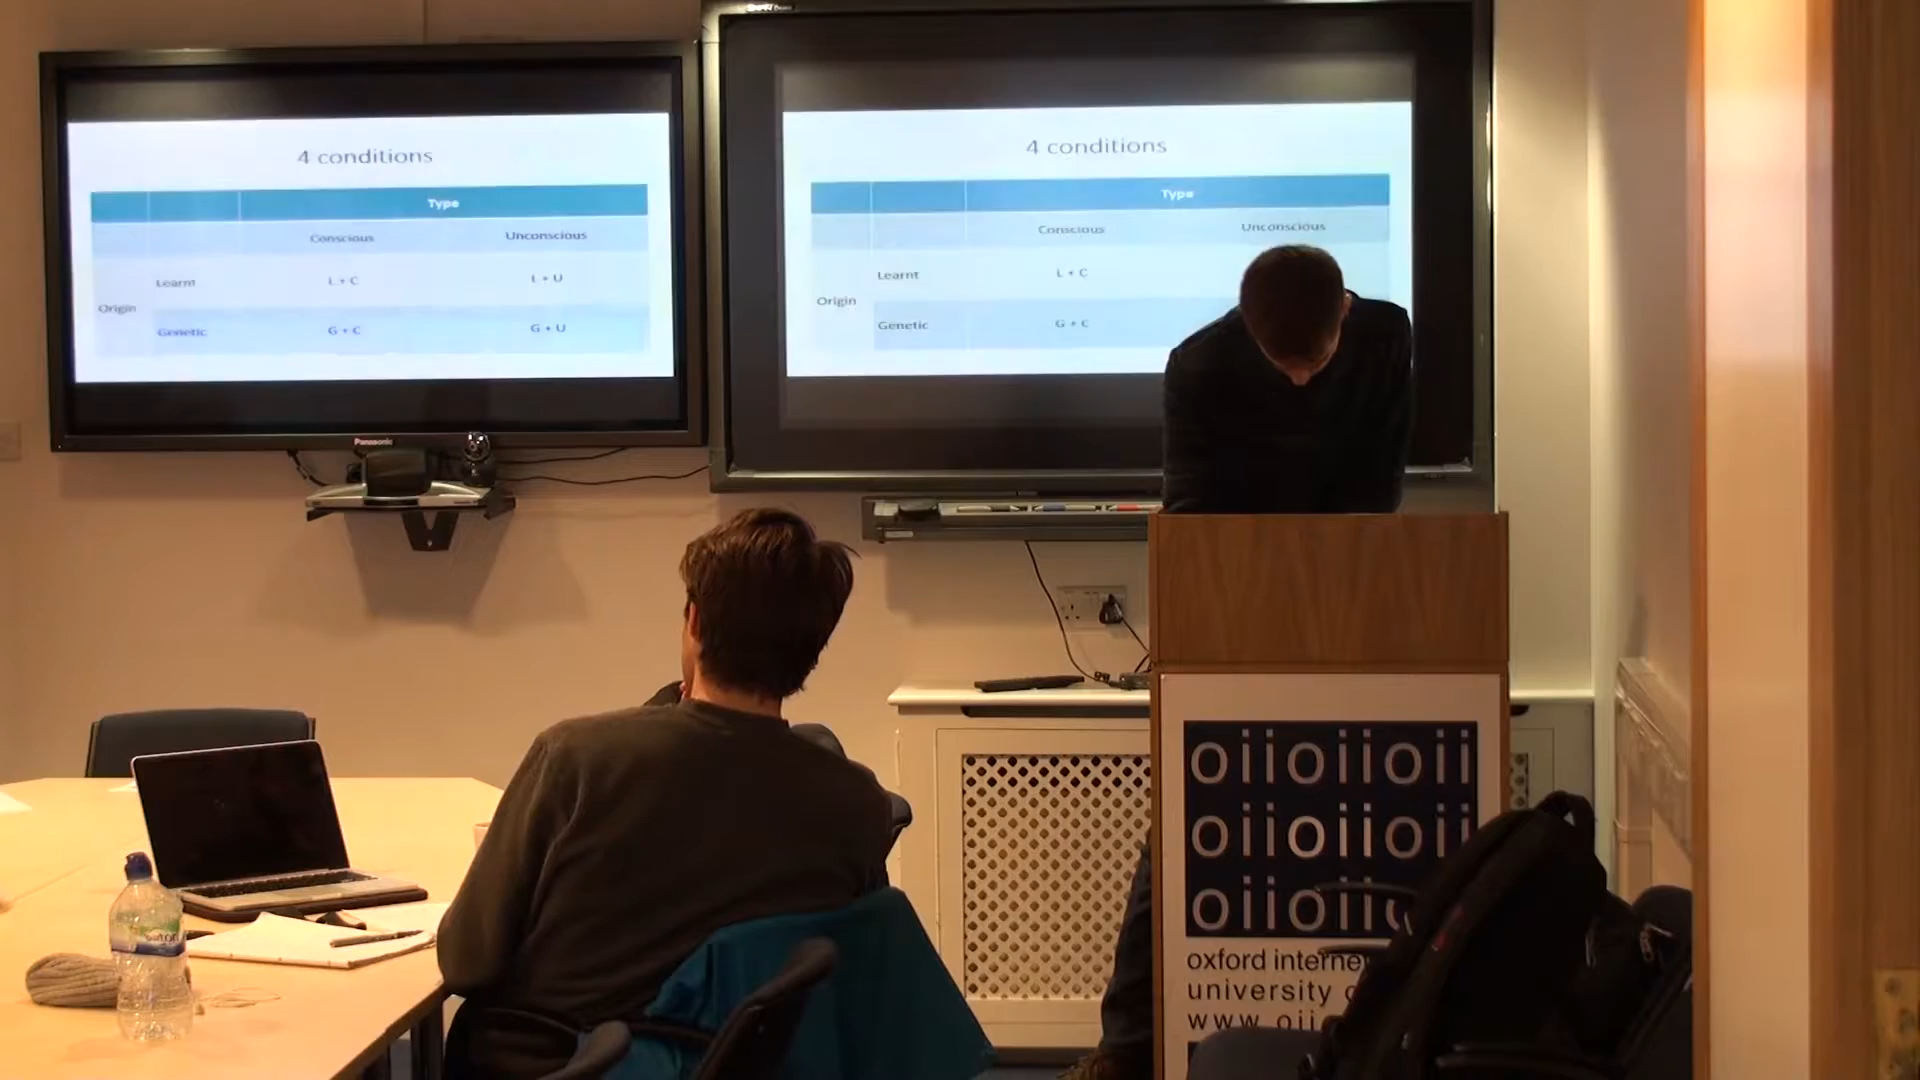 4 conditions
Type
Conscious Unconscious
Learnt L + C L + U
Origin
Genetic G + C G + U
Panasonic
4 conditions
Type
Conscious Unconscious
Learnt L + C
Origin
Genetic G + C
oiioiioii
oiioiioii
oiioiio
oxford interne
university
www.oii